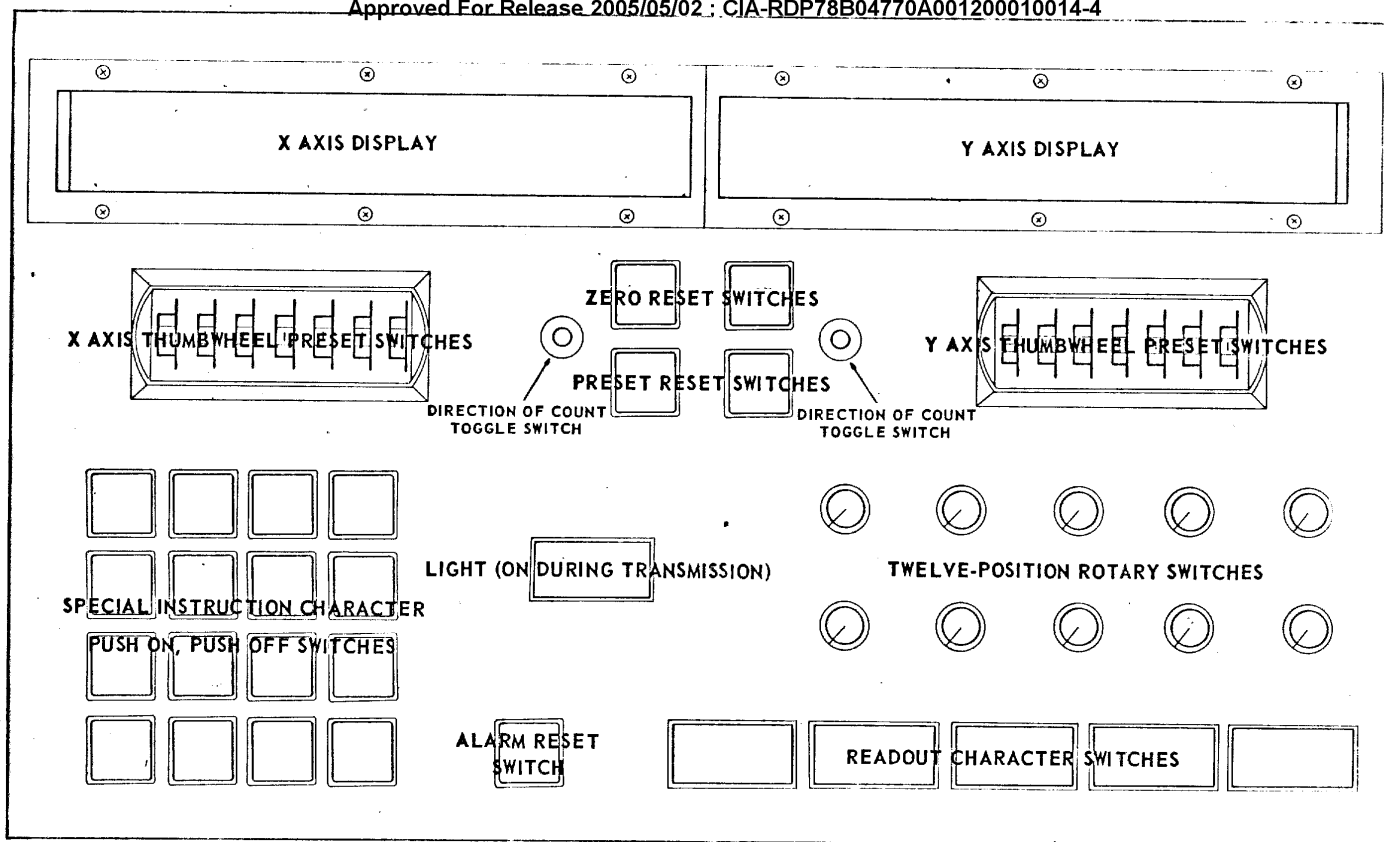 Approved For Release 2005/05/02 : CIA-RDP78B04770A001200010014-4
X AXIS DISPLAY
Y AXIS DISPLAY
ZERO RESET SWITCHES
X AXIS THUMBWHEEL PRESET SWITCHES
Y AXIS THUMBWHEEL PRESET SWITCHES
PRESET RESET SWITCHES
DIRECTION OF COUNT
TOGGLE SWITCH
DIRECTION OF COUNT
TOGGLE SWITCH
LIGHT (ON DURING TRANSMISSION)
TWELVE-POSITION ROTARY SWITCHES
SPECIAL INSTRUCTION CHARACTER
PUSH ON, PUSH OFF SWITCHES
ALARM RESET
SWITCH
READOUT CHARACTER SWITCHES